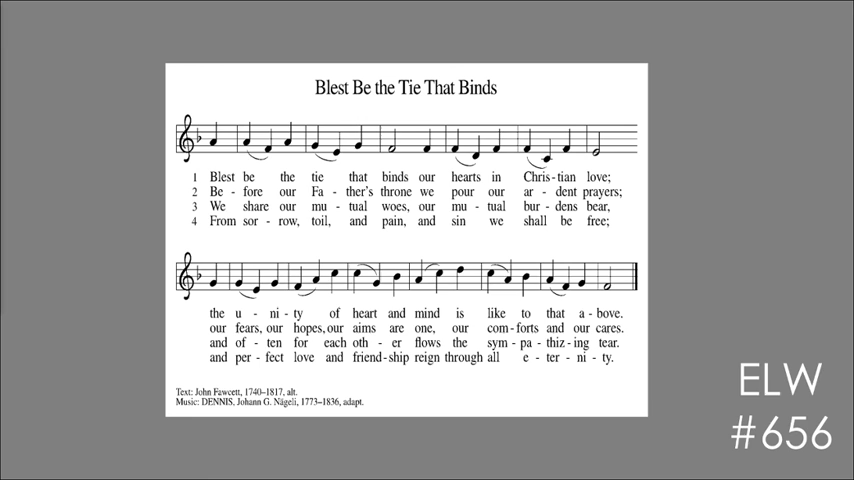 Blest Be the Tie That Binds
1 Blest be the tie that binds our hearts in Chris - tian love;
2 Be - fore our Fa - ther's throne we pour our ar - dent prayers;
3 We share our mu - tual woes, our mu - tual bur - dens bear,
4 From sor - row, toil, and pain, and sin we shall be free;
the u - ni - ty of heart and mind is like to that a - bove.
our fears, our hopes, our aims are one, our com - forts and our cares.
and of - ten for each oth - er flows the sym - pa - thiz - ing tear.
and per - fect love and friend - ship reign through all e - ter - ni - ty.
Text: John Fawcett, 1740–1817, alt.
Music: DENNIS, Johann G. Nägeli, 1773–1836, adapt.
ELW
#656